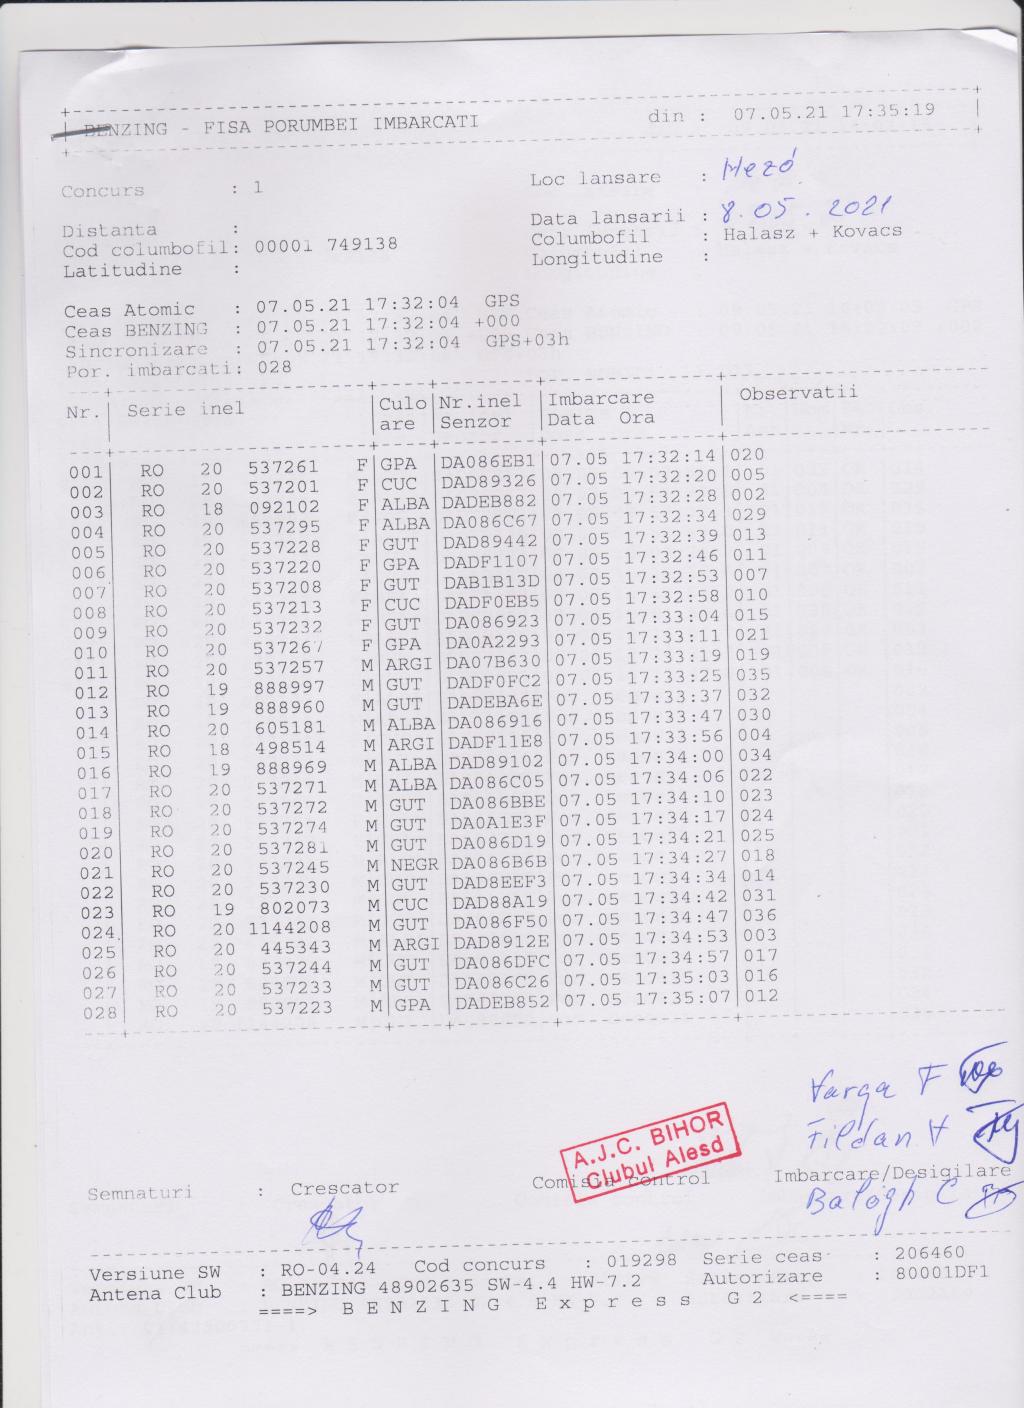 BENZING - FISA PORUMBEI IMBARCATI din : 07.05.21 17:35:19
Concurs : 1 Loc lansare : Mező
Distanta : Data lansarii : 8.05.2021
Cod columbofil: 00001 749138 Columbofil : Halasz + Kovacs
Latitudine : Longitudine :
Ceas Atomic : 07.05.21 17:32:04 GPS
Ceas BENZING : 07.05.21 17:32:04 +000
Sincronizare : 07.05.21 17:32:04 GPS+03h
Por. imbarcati: 028
Nr. Serie inel Culo Nr.inel Imbarcare Observatii
are Senzor Data Ora
001 RO 20 537261 F GPA DA086EB1 07.05 17:32:14 020
002 RO 20 537201 F CUC DAD89326 07.05 17:32:20 005
003 RO 18 092102 F ALBA DADEB882 07.05 17:32:28 002
004 RO 20 537295 F ALBA DA086C67 07.05 17:32:34 029
005 RO 20 537228 F GUT DAD89442 07.05 17:32:39 013
006 RO 20 537220 F GPA DADF1107 07.05 17:32:46 011
007 RO 20 537208 F GUT DAB1B13D 07.05 17:32:53 007
008 RO 20 537213 F CUC DADF0EB5 07.05 17:32:58 010
009 RO 20 537232 F GUT DA086923 07.05 17:33:04 015
010 RO 20 537267 F GPA DA0A2293 07.05 17:33:11 021
011 RO 20 537257 M ARGI DA07B630 07.05 17:33:19 019
012 RO 19 888997 M GUT DADF0FC2 07.05 17:33:25 035
013 RO 19 888960 M GUT DADEBA6E 07.05 17:33:37 032
014 RO 20 605181 M ALBA DA086916 07.05 17:33:47 030
015 RO 18 498514 M ARGI DADF11E8 07.05 17:33:56 004
016 RO 19 888969 M ALBA DAD89102 07.05 17:34:00 034
017 RO 20 537271 M ALBA DA086C05 07.05 17:34:06 022
018 RO 20 537272 M GUT DA086BBE 07.05 17:34:10 023
019 RO 20 537274 M GUT DA0A1E3F 07.05 17:34:17 024
020 RO 20 537281 M GUT DA086D19 07.05 17:34:21 025
021 RO 20 537245 M NEGR DA086B6B 07.05 17:34:27 018
022 RO 20 537230 M GUT DAD8EEF3 07.05 17:34:34 014
023 RO 19 802073 M CUC DAD88A19 07.05 17:34:42 031
024 RO 20 1144208 M GUT DA086F50 07.05 17:34:47 036
025 RO 20 445343 M ARGI DAD8912E 07.05 17:34:53 003
026 RO 20 537244 M GUT DA086DFC 07.05 17:34:57 017
027 RO 20 537233 M GUT DA086C26 07.05 17:35:03 016
028 RO 20 537223 M GPA DADEB852 07.05 17:35:07 012
Varga F
Fildan A
A.J.C. BIHOR
Clubul Alesd
Semnaturi : Crescator Comisia control Imbarcare/Desigilare
Balogh C
Versiune SW : RO-04.24 Cod concurs : 019298 Serie ceas : 206460
Antena Club : BENZING 48902635 SW-4.4 HW-7.2 Autorizare : 80001DF1
====> B E N Z I N G E x p r e s s G 2 <====